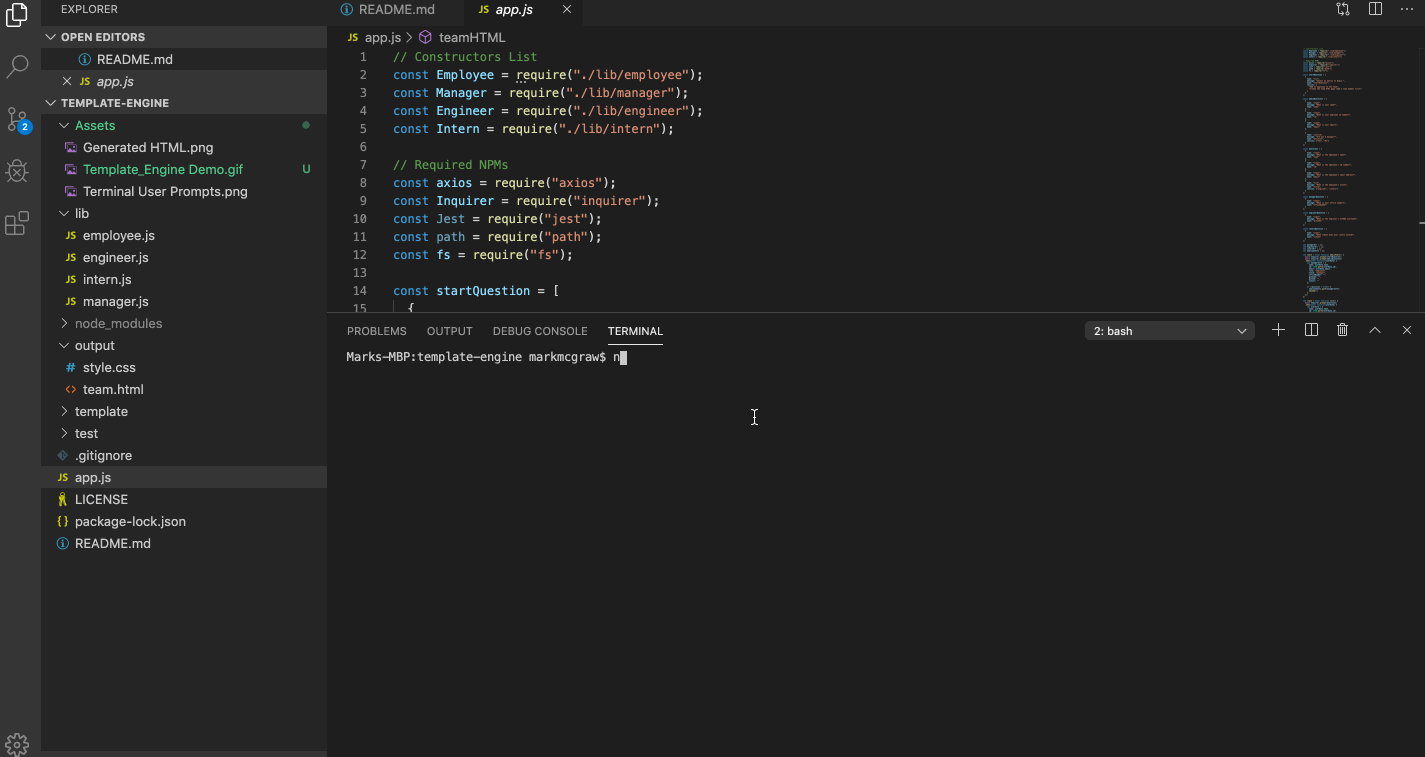 EXPLORER
OPEN EDITORS
README.md
JS app.js
TEMPLATE-ENGINE
Assets
Generated HTML.png
Template_Engine Demo.gif U
Terminal User Prompts.png
lib
JS employee.js
JS engineer.js
JS intern.js
JS manager.js
node_modules
output
# style.css
<> team.html
template
test
.gitignore
JS app.js
LICENSE
{} package-lock.json
README.md
2
README.md
JS app.js
JS app.js > teamHTML
1 // Constructors List
2 const Employee = require("./lib/employee");
3 const Manager = require("./lib/manager");
4 const Engineer = require("./lib/engineer");
5 const Intern = require("./lib/intern");
6
7 // Required NPMs
8 const axios = require("axios");
9 const Inquirer = require("inquirer");
10 const Jest = require("jest");
11 const path = require("path");
12 const fs = require("fs");
13
14 const startQuestion = [
15 {
PROBLEMS OUTPUT DEBUG CONSOLE TERMINAL
2: bash
Marks-MBP:template-engine markmcgraw$ n